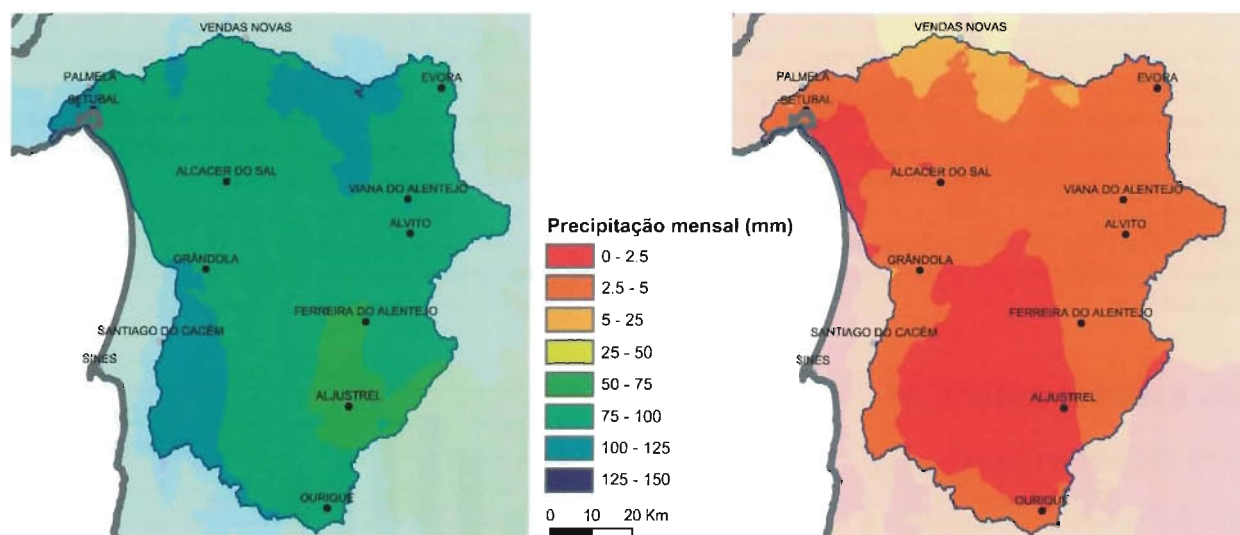 VENDAS NOVAS
PALMELA
EVORA
SETUBAL
ALCACER DO SAL
VIANA DO ALENTEJO
ALVITO
GRÂNDOLA
FERREIRA DO ALENTEJO
SANTIAGO DO CACÉM
SINES
ALJUSTREL
OURIQUE
Precipitação mensal (mm)
0 - 2.5
2.5 - 5
5 - 25
25 - 50
50 - 75
75 - 100
100 - 125
125 - 150
0 10 20 Km
VENDAS NOVAS
PALMELA
EVORA
SETUBAL
ALCACER DO SAL
VIANA DO ALENTEJO
ALVITO
GRÂNDOLA
FERREIRA DO ALENTEJO
SANTIAGO DO CACÉM
SINES
ALJUSTREL
OURIQUE